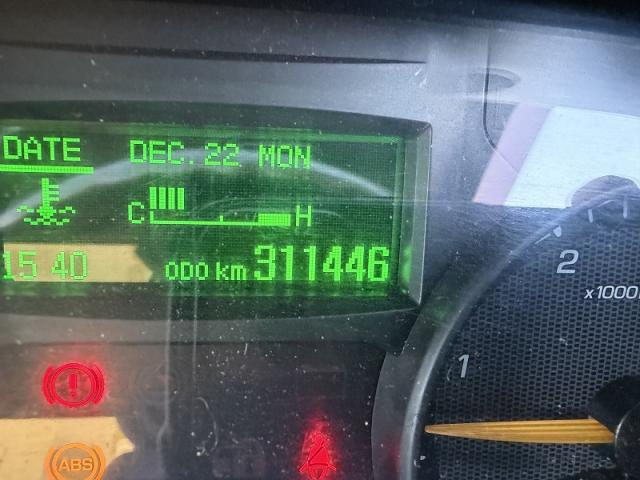 DATE DEC. 22 MON
C H
15 40 ODO km 311446
2
x1000
1
ABS